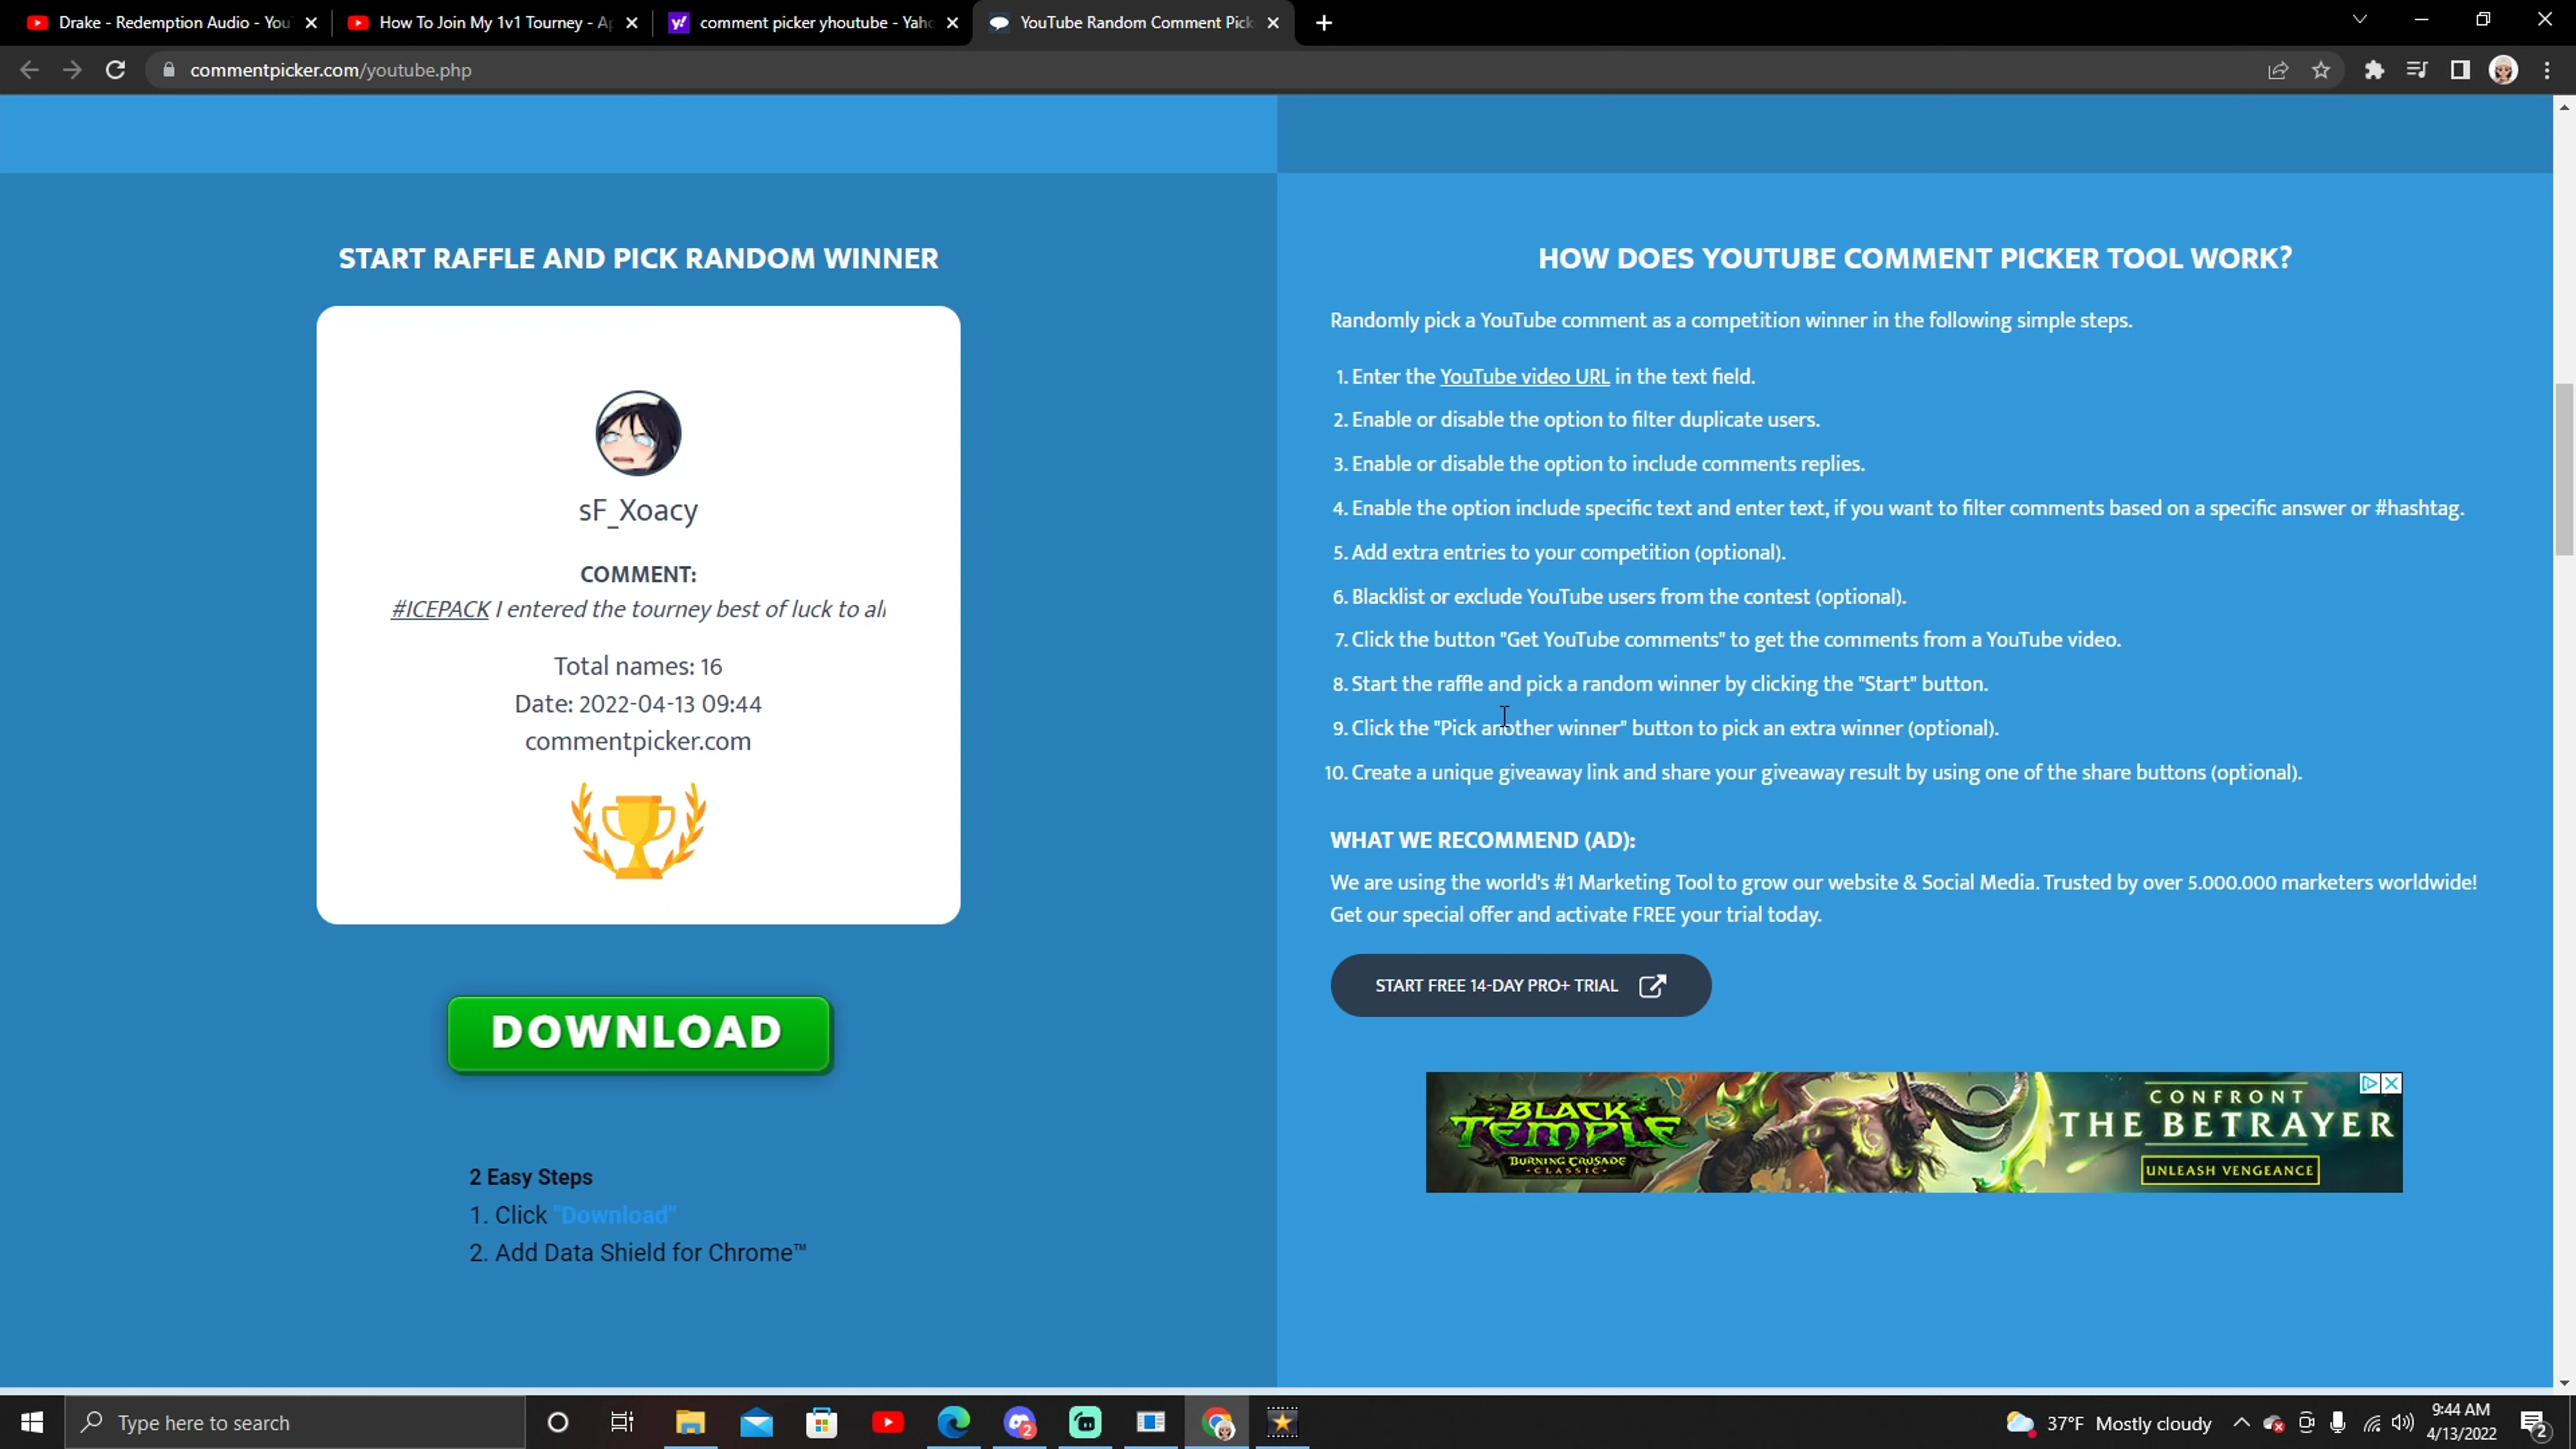 Drake - Redemption Audio - You
How To Join My 1v1 Tourney - Ap
comment picker yhoutube - Yaho
YouTube Random Comment Pick
commentpicker.com/youtube.php
START RAFFLE AND PICK RANDOM WINNER
sF_Xoacy
COMMENT:
#ICEPACK I entered the tourney best of luck to all
Total names: 16
Date: 2022-04-13 09:44
commentpicker.com
DOWNLOAD
2 Easy Steps
1. Click "Download"
2. Add Data Shield for Chrome™
HOW DOES YOUTUBE COMMENT PICKER TOOL WORK?
Randomly pick a YouTube comment as a competition winner in the following simple steps.
1. Enter the YouTube video URL in the text field.
2. Enable or disable the option to filter duplicate users.
3. Enable or disable the option to include comments replies.
4. Enable the option include specific text and enter text, if you want to filter comments based on a specific answer or #hashtag.
5. Add extra entries to your competition (optional).
6. Blacklist or exclude YouTube users from the contest (optional).
7. Click the button "Get YouTube comments" to get the comments from a YouTube video.
8. Start the raffle and pick a random winner by clicking the "Start" button.
9. Click the "Pick another winner" button to pick an extra winner (optional).
10. Create a unique giveaway link and share your giveaway result by using one of the share buttons (optional).
WHAT WE RECOMMEND (AD):
We are using the world's #1 Marketing Tool to grow our website & Social Media. Trusted by over 5.000.000 marketers worldwide!
Get our special offer and activate FREE your trial today.
START FREE 14-DAY PRO+ TRIAL
BLACK
TEMPLE
BURNING CRUSADE
CLASSIC
CONFRONT
THE BETRAYER
UNLEASH VENGEANCE
Type here to search
2
37°F Mostly cloudy
9:44 AM
4/13/2022
2